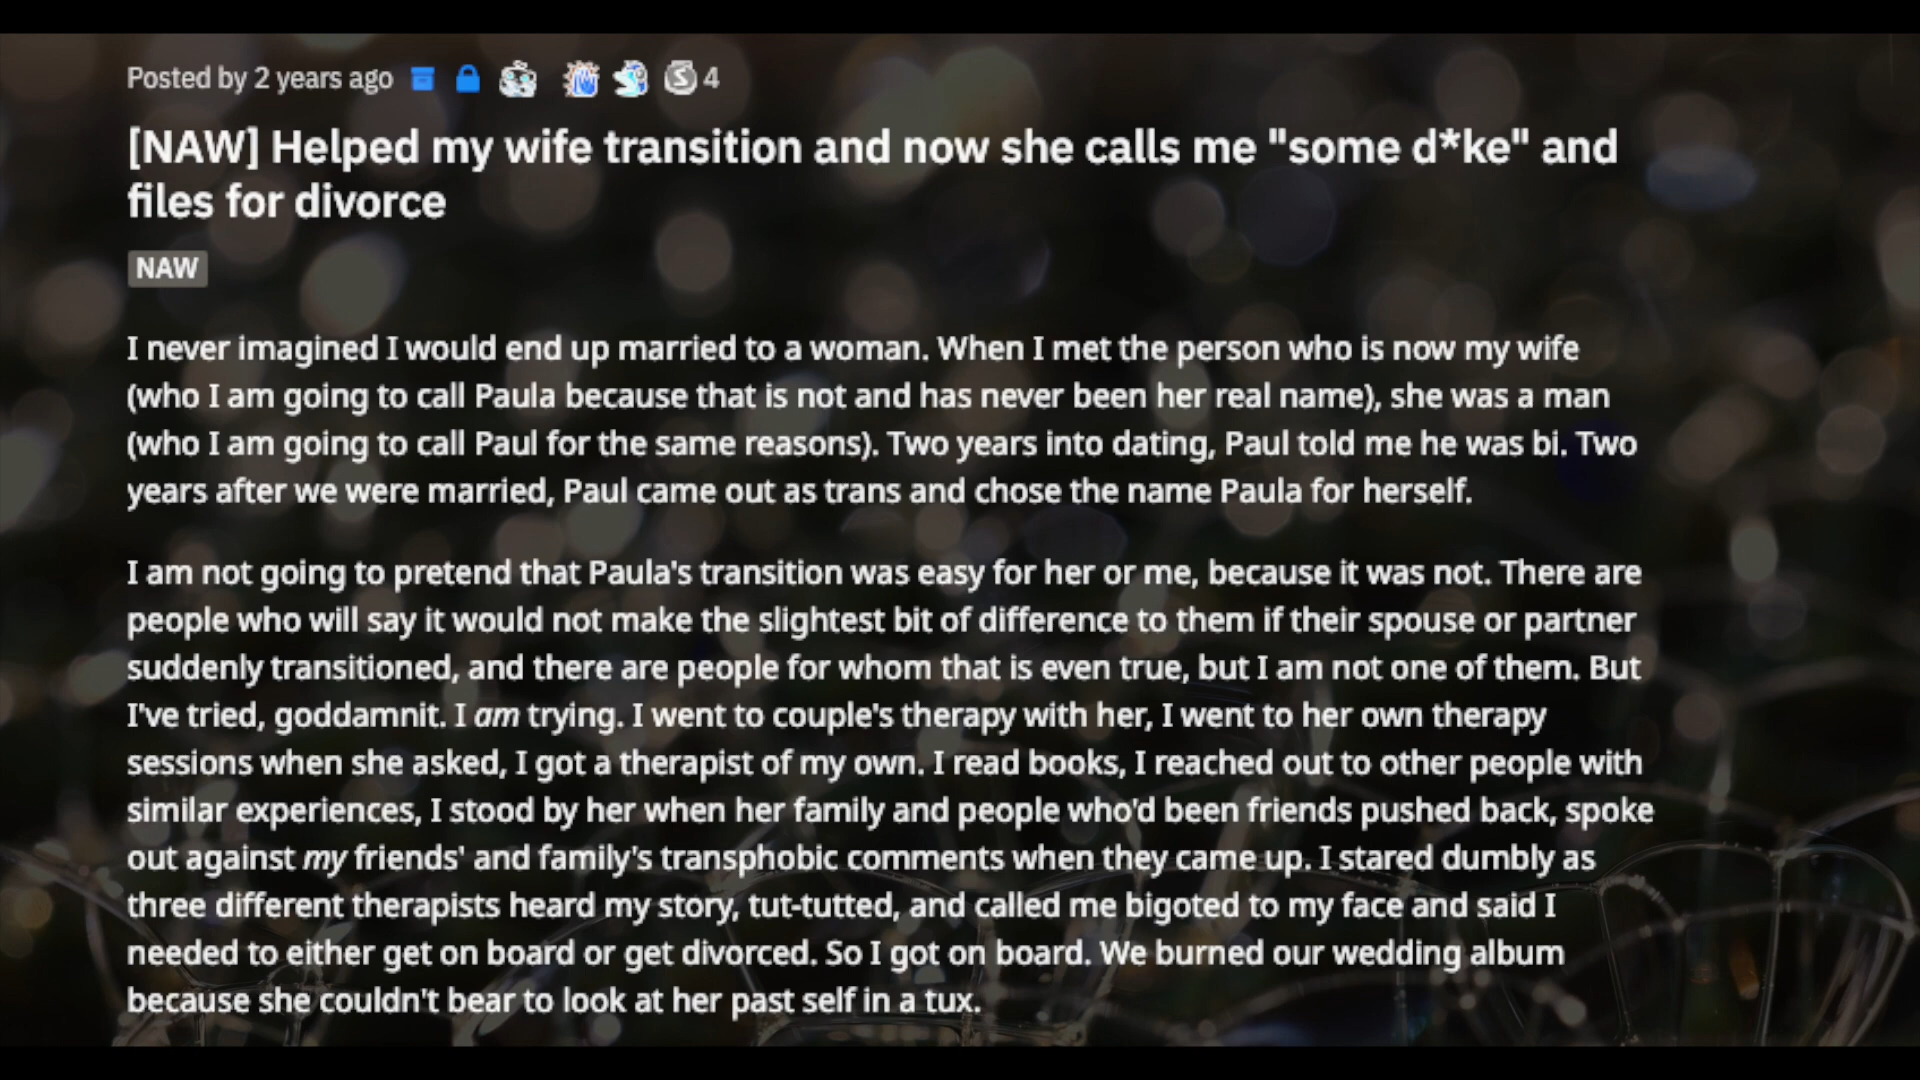 Posted by 2 years ago 4
[NAW] Helped my wife transition and now she calls me "some d*ke" and
files for divorce
NAW
I never imagined I would end up married to a woman. When I met the person who is now my wife
(who I am going to call Paula because that is not and has never been her real name), she was a man
(who I am going to call Paul for the same reasons). Two years into dating, Paul told me he was bi. Two
years after we were married, Paul came out as trans and chose the name Paula for herself.
I am not going to pretend that Paula's transition was easy for her or me, because it was not. There are
people who will say it would not make the slightest bit of difference to them if their spouse or partner
suddenly transitioned, and there are people for whom that is even true, but I am not one of them. But
I've tried, goddamnit. I am trying. I went to couple's therapy with her, I went to her own therapy
sessions when she asked, I got a therapist of my own. I read books, I reached out to other people with
similar experiences, I stood by her when her family and people who'd been friends pushed back, spoke
out against my friends' and family's transphobic comments when they came up. I stared dumbly as
three different therapists heard my story, tut-tutted, and called me bigoted to my face and said I
needed to either get on board or get divorced. So I got on board. We burned our wedding album
because she couldn't bear to look at her past self in a tux.